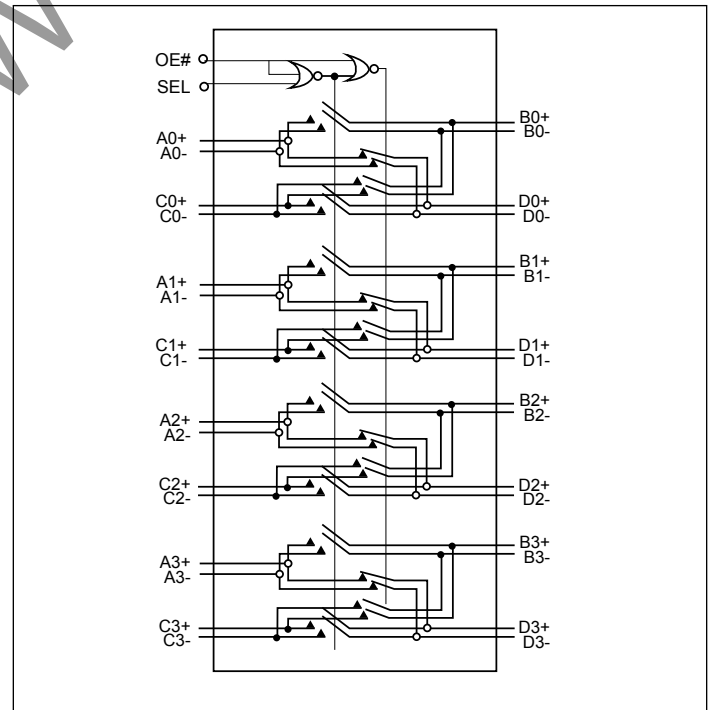 OE#
SEL
A0+
A0-
C0+
C0-
B0+
B0-
D0+
D0-
A1+
A1-
C1+
C1-
B1+
B1-
D1+
D1-
A2+
A2-
C2+
C2-
B2+
B2-
D2+
D2-
A3+
A3-
C3+
C3-
B3+
B3-
D3+
D3-